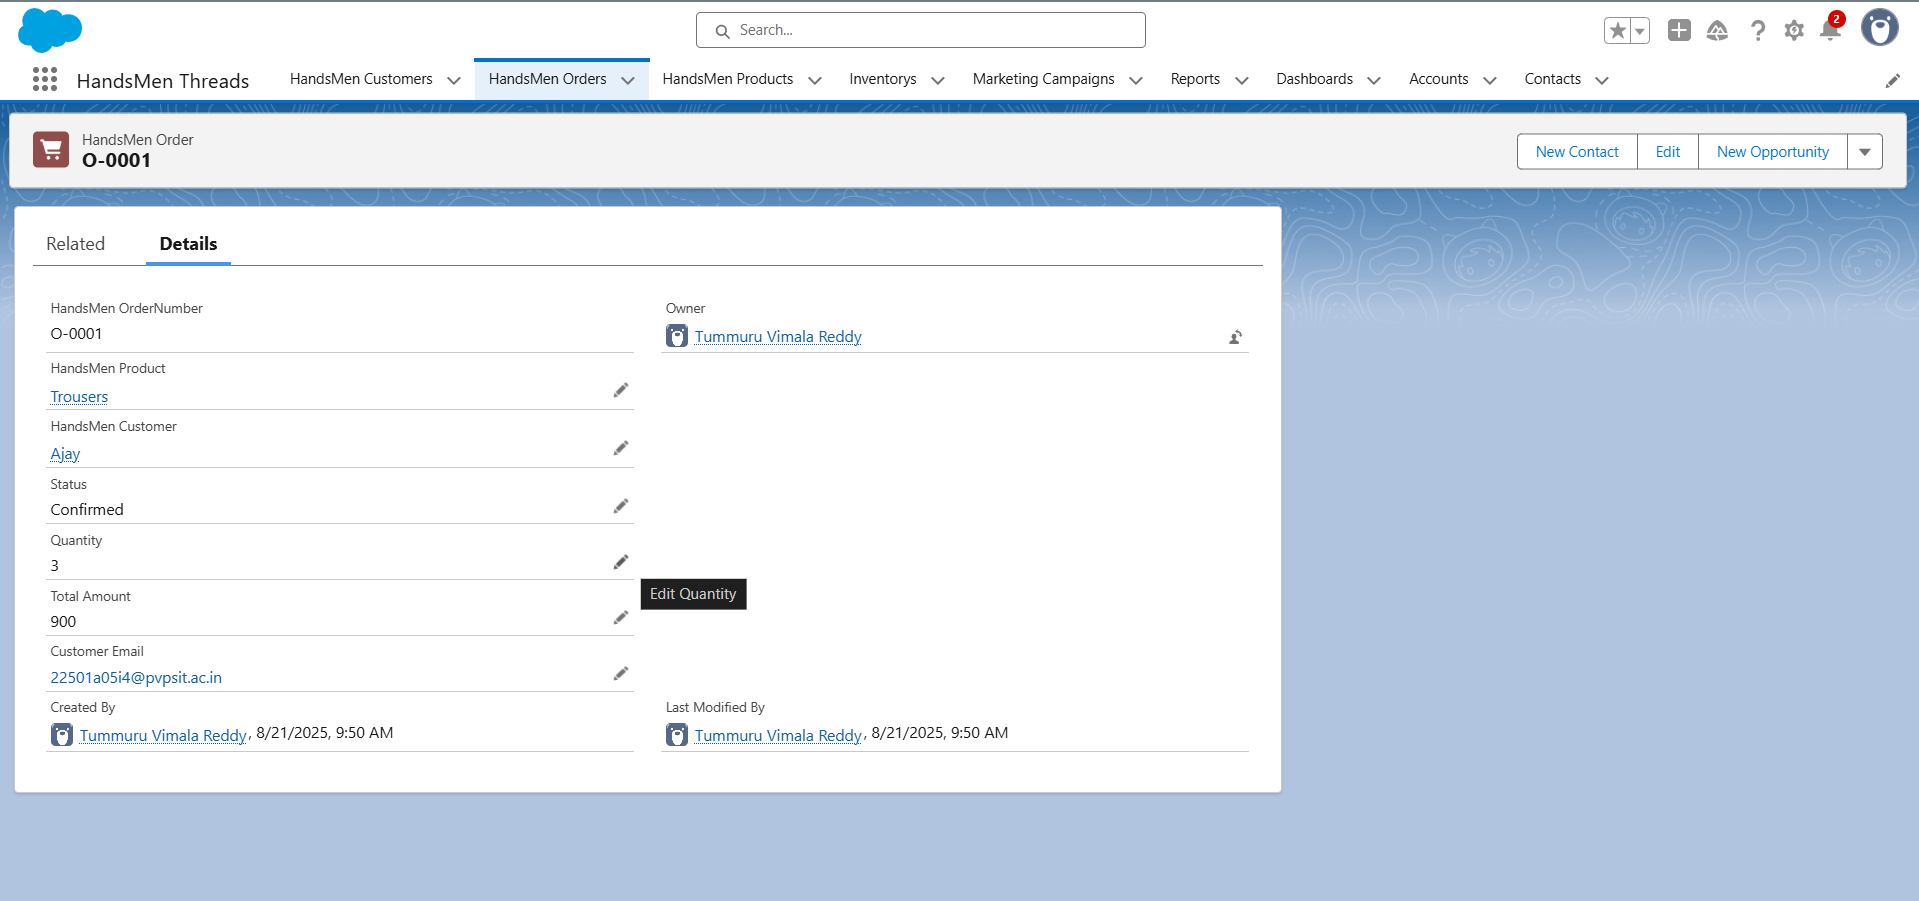 Search...
2
HandsMen Threads
HandsMen Customers
HandsMen Orders
HandsMen Products
Inventorys
Marketing Campaigns
Reports
Dashboards
Accounts
Contacts
HandsMen Order
O-0001
New Contact
Edit
New Opportunity
Related
Details
HandsMen OrderNumber
O-0001
Owner
Tummuru Vimala Reddy
HandsMen Product
Trousers
HandsMen Customer
Ajay
Status
Confirmed
Quantity
3
Edit Quantity
Total Amount
900
Customer Email
22501a05i4@pvpsit.ac.in
Created By
Tummuru Vimala Reddy, 8/21/2025, 9:50 AM
Last Modified By
Tummuru Vimala Reddy, 8/21/2025, 9:50 AM